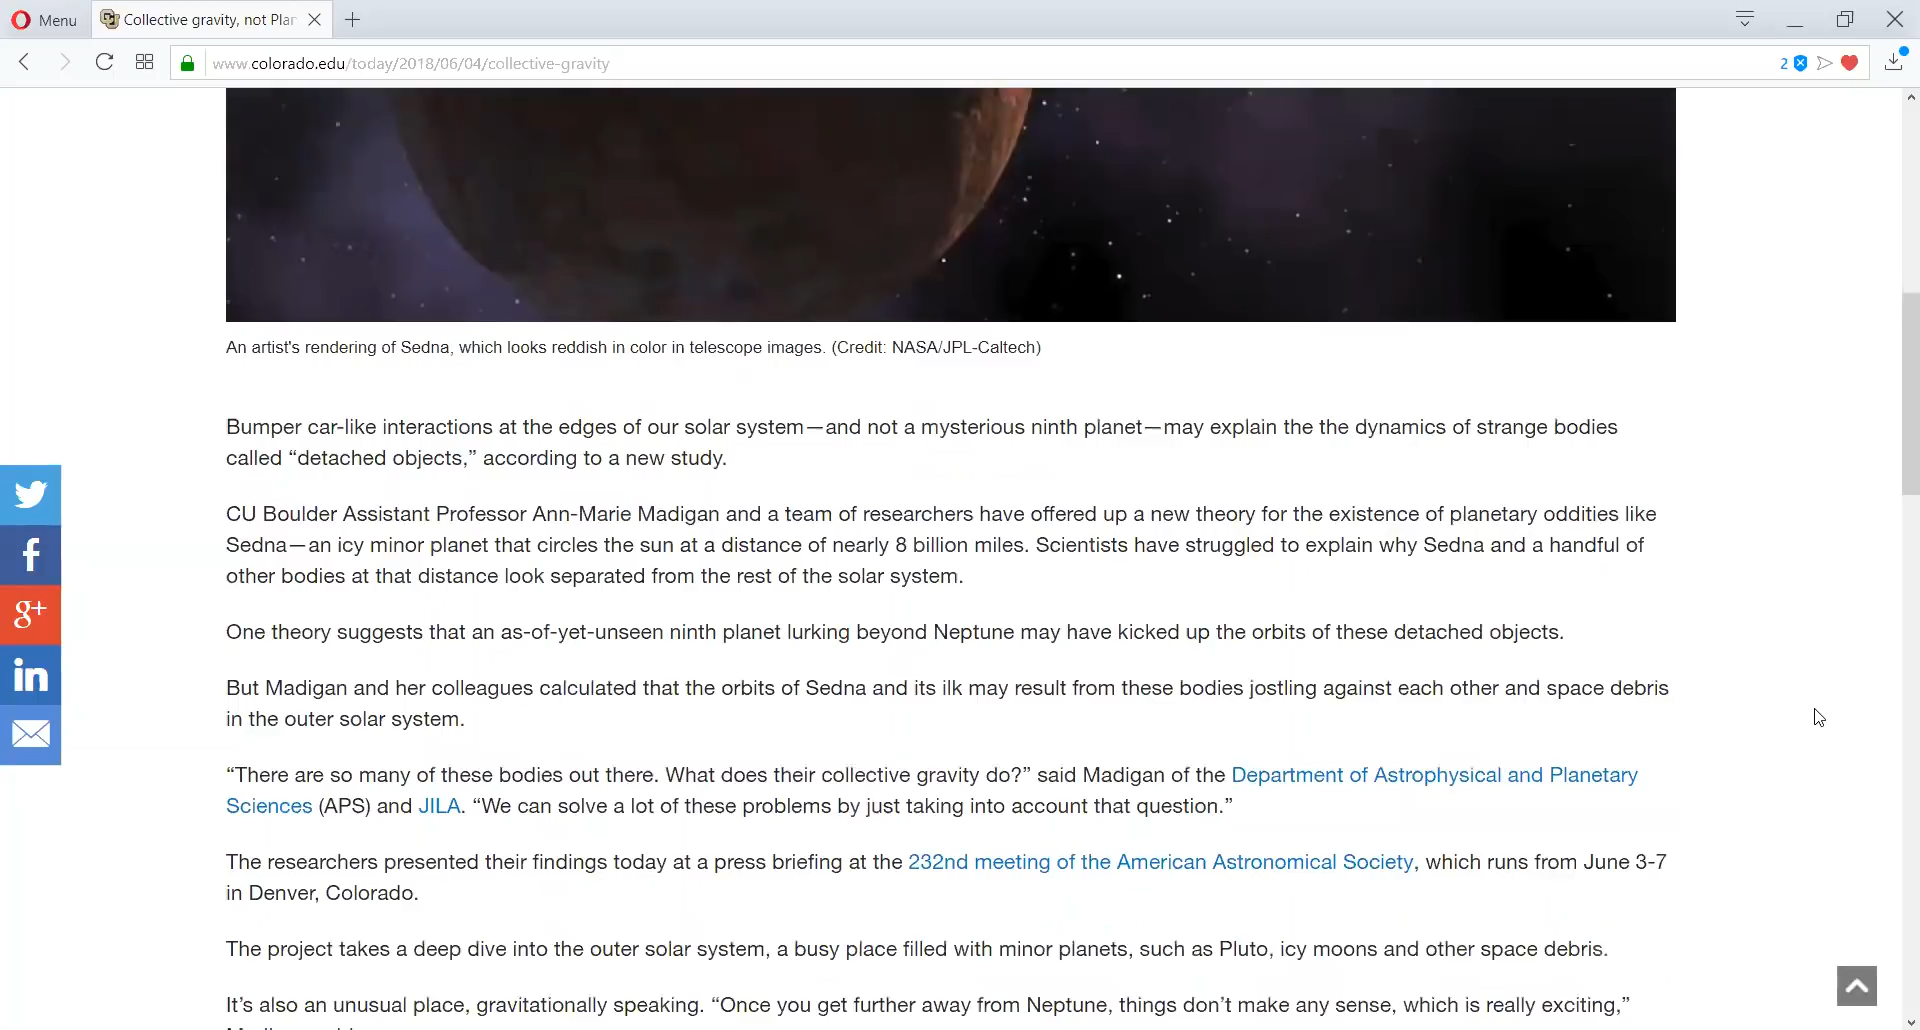 Menu
Collective gravity, not Plan
www.colorado.edu/today/2018/06/04/collective-gravity
2
An artist's rendering of Sedna, which looks reddish in color in telescope images. (Credit: NASA/JPL-Caltech)
Bumper car-like interactions at the edges of our solar system—and not a mysterious ninth planet—may explain the the dynamics of strange bodies
called “detached objects,” according to a new study.
CU Boulder Assistant Professor Ann-Marie Madigan and a team of researchers have offered up a new theory for the existence of planetary oddities like
Sedna—an icy minor planet that circles the sun at a distance of nearly 8 billion miles. Scientists have struggled to explain why Sedna and a handful of
other bodies at that distance look separated from the rest of the solar system.
One theory suggests that an as-of-yet-unseen ninth planet lurking beyond Neptune may have kicked up the orbits of these detached objects.
But Madigan and her colleagues calculated that the orbits of Sedna and its ilk may result from these bodies jostling against each other and space debris
in the outer solar system.
“There are so many of these bodies out there. What does their collective gravity do?” said Madigan of the Department of Astrophysical and Planetary
Sciences (APS) and JILA. “We can solve a lot of these problems by just taking into account that question.”
The researchers presented their findings today at a press briefing at the 232nd meeting of the American Astronomical Society, which runs from June 3-7
in Denver, Colorado.
The project takes a deep dive into the outer solar system, a busy place filled with minor planets, such as Pluto, icy moons and other space debris.
It’s also an unusual place, gravitationally speaking. “Once you get further away from Neptune, things don’t make any sense, which is really exciting,”